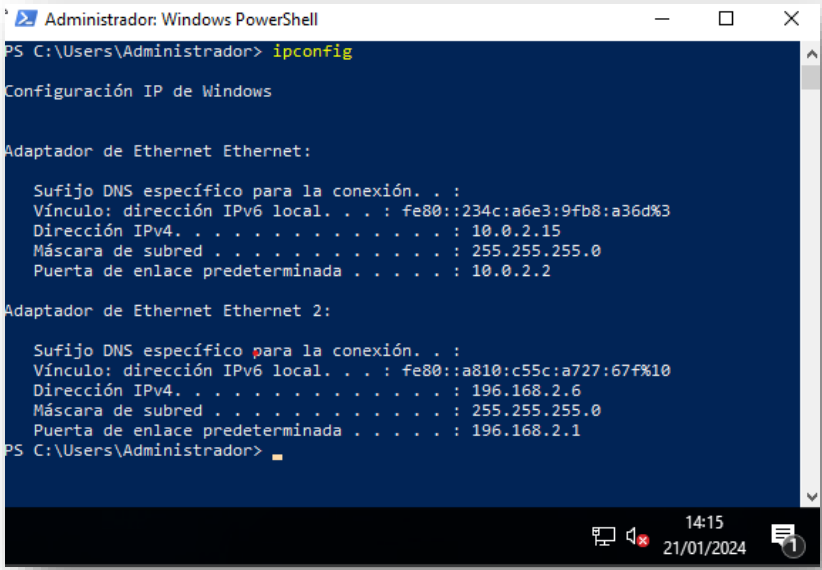 Administrador: Windows PowerShell
PS C:\Users\Administrador> ipconfig
Configuración IP de Windows
Adaptador de Ethernet Ethernet:
Sufijo DNS específico para la conexión. . :
Vínculo: dirección IPv6 local. . . : fe80::234c:a6e3:9fb8:a36d%3
Dirección IPv4. . . . . . . . . . . . . . : 10.0.2.15
Máscara de subred . . . . . . . . . . . . : 255.255.255.0
Puerta de enlace predeterminada . . . . . : 10.0.2.2
Adaptador de Ethernet Ethernet 2:
Sufijo DNS específico para la conexión. . :
Vínculo: dirección IPv6 local. . . : fe80::a810:c55c:a727:67f%10
Dirección IPv4. . . . . . . . . . . . . . : 196.168.2.6
Máscara de subred . . . . . . . . . . . . : 255.255.255.0
Puerta de enlace predeterminada . . . . . : 196.168.2.1
PS C:\Users\Administrador>
14:15
21/01/2024
1